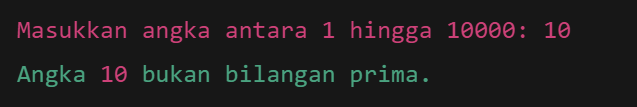 Masukkan angka antara 1 hingga 10000: 10
Angka 10 bukan bilangan prima.